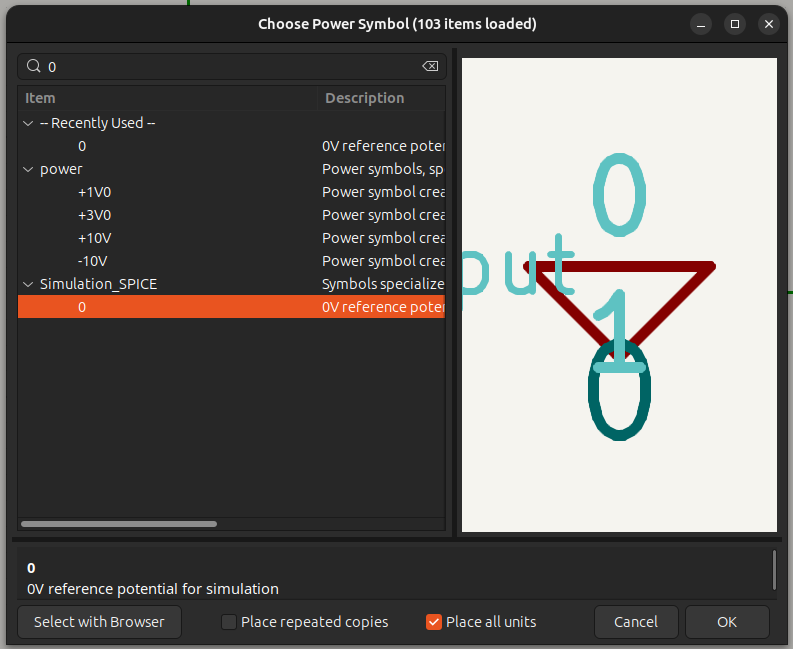 Choose Power Symbol (103 items loaded)
0
Item Description
-- Recently Used --
0 0V reference poter
power Power symbols, sp
+1V0 Power symbol crea
+3V0 Power symbol crea
+10V Power symbol crea
-10V Power symbol crea
Simulation_SPICE Symbols specialize
0 0V reference poter
0
put
1
0
0
0V reference potential for simulation
Select with Browser Place repeated copies Place all units Cancel OK